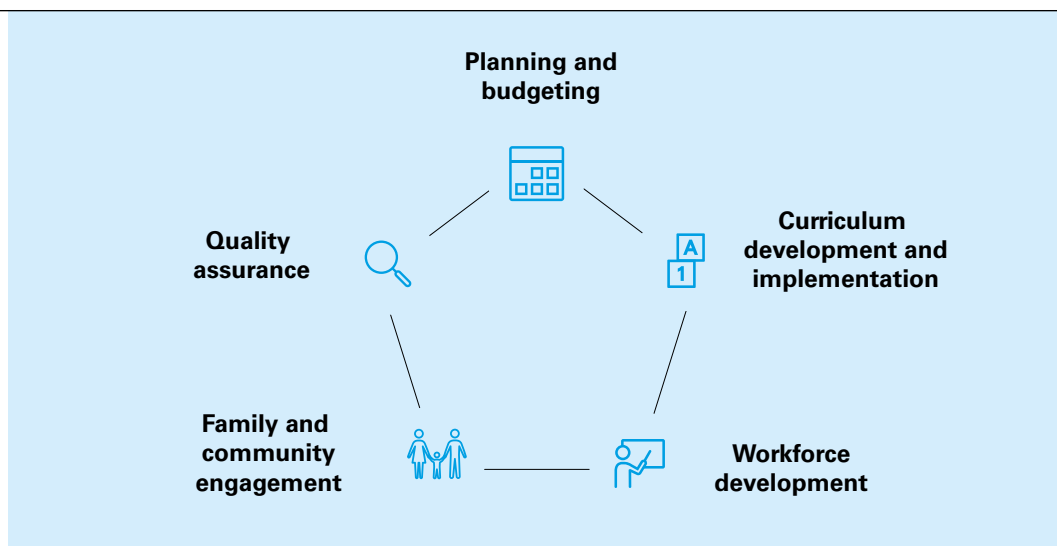 Planning and
budgeting
Quality
assurance
A
1
Curriculum
development and
implementation
Family and
community
engagement
Workforce
development